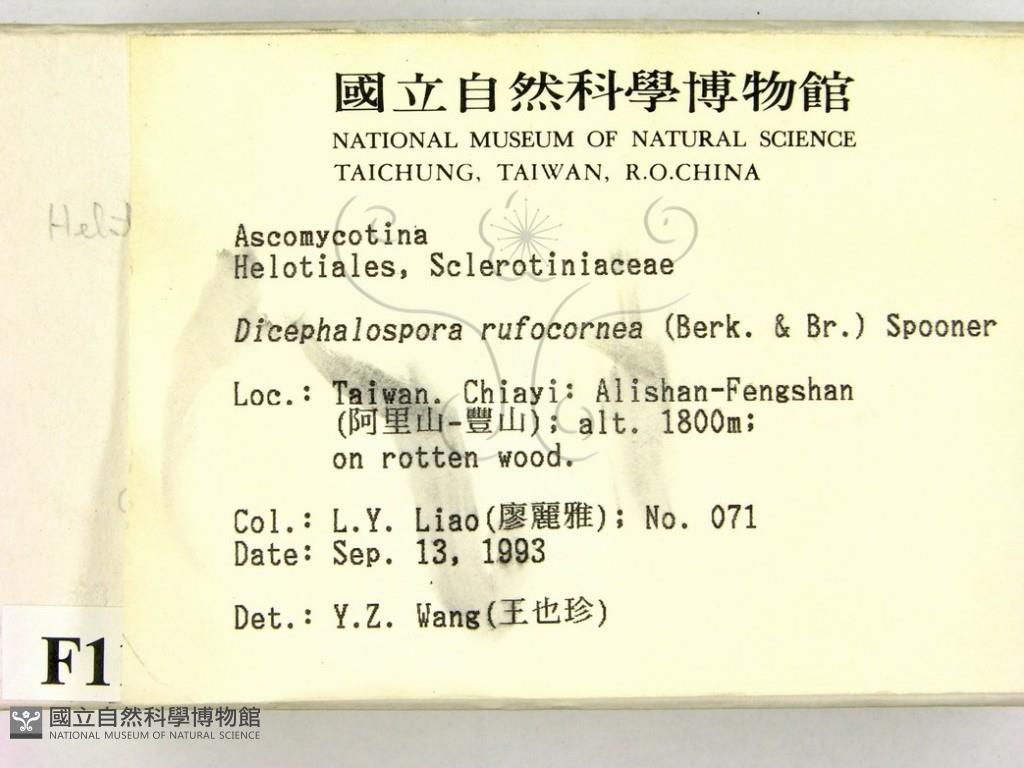 國立自然科學博物館
NATIONAL MUSEUM OF NATURAL SCIENCE
TAICHUNG, TAIWAN, R.O.CHINA
Ascomycotina
Helotiales, Sclerotiniaceae
Dicephalospora rufocornea (Berk. & Br.) Spooner
Loc.: Taiwan. Chiayi: Alishan-Fengshan
(阿里山-豐山); alt. 1800m;
on rotten wood.
Col.: L.Y. Liao(廖麗雅); No. 071
Date: Sep. 13, 1993
Det.: Y.Z. Wang(王也珍)
F1
國立自然科學博物館
NATIONAL MUSEUM OF NATURAL SCIENCE